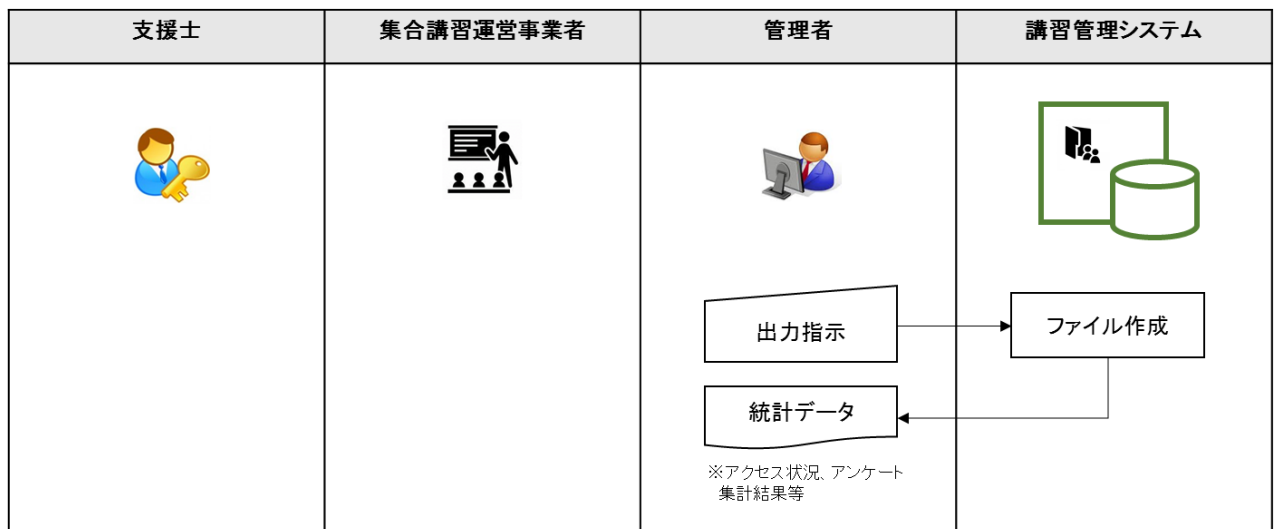 支援士
集合講習運営事業者
管理者
講習管理システム
出力指示
ファイル作成
統計データ
※アクセス状況、アンケート
集計結果等